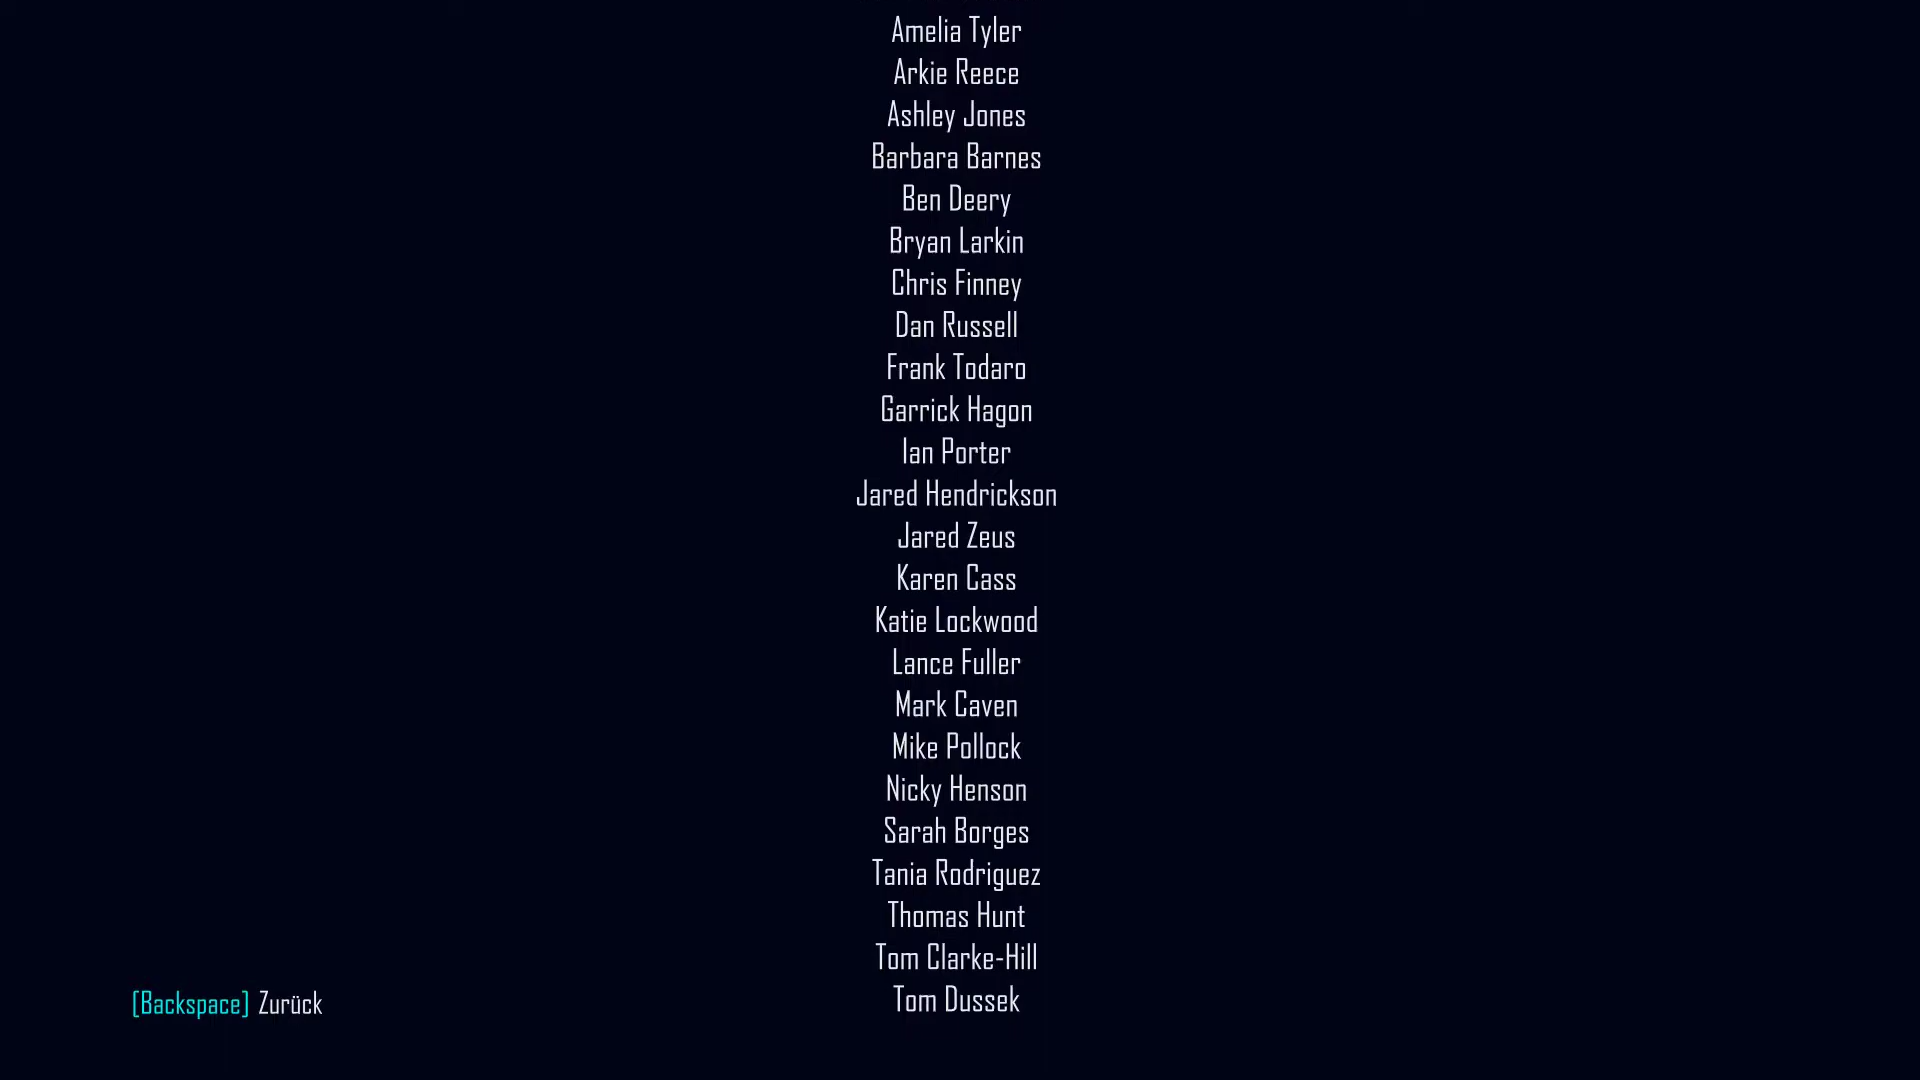 Amelia Tyler
Arkie Reece
Ashley Jones
Barbara Barnes
Ben Deery
Bryan Larkin
Chris Finney
Dan Russell
Frank Todaro
Garrick Hagon
Ian Porter
Jared Hendrickson
Jared Zeus
Karen Cass
Katie Lockwood
Lance Fuller
Mark Caven
Mike Pollock
Nicky Henson
Sarah Borges
Tania Rodriguez
Thomas Hunt
Tom Clarke-Hill
Tom Dussek
[Backspace] Zurück